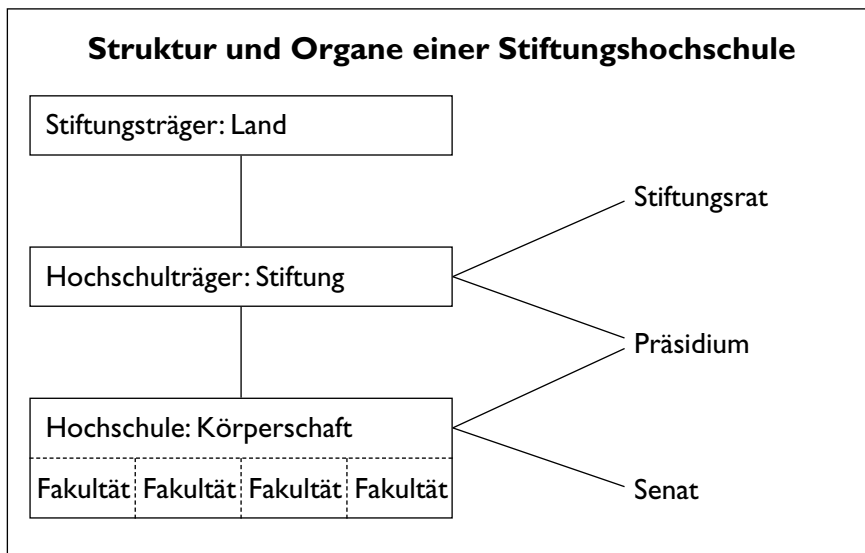 Struktur und Organe einer Stiftungshochschule
Stiftungsträger: Land
Stiftungsrat
Hochschulträger: Stiftung
Präsidium
Hochschule: Körperschaft
Fakultät Fakultät Fakultät Fakultät
Senat